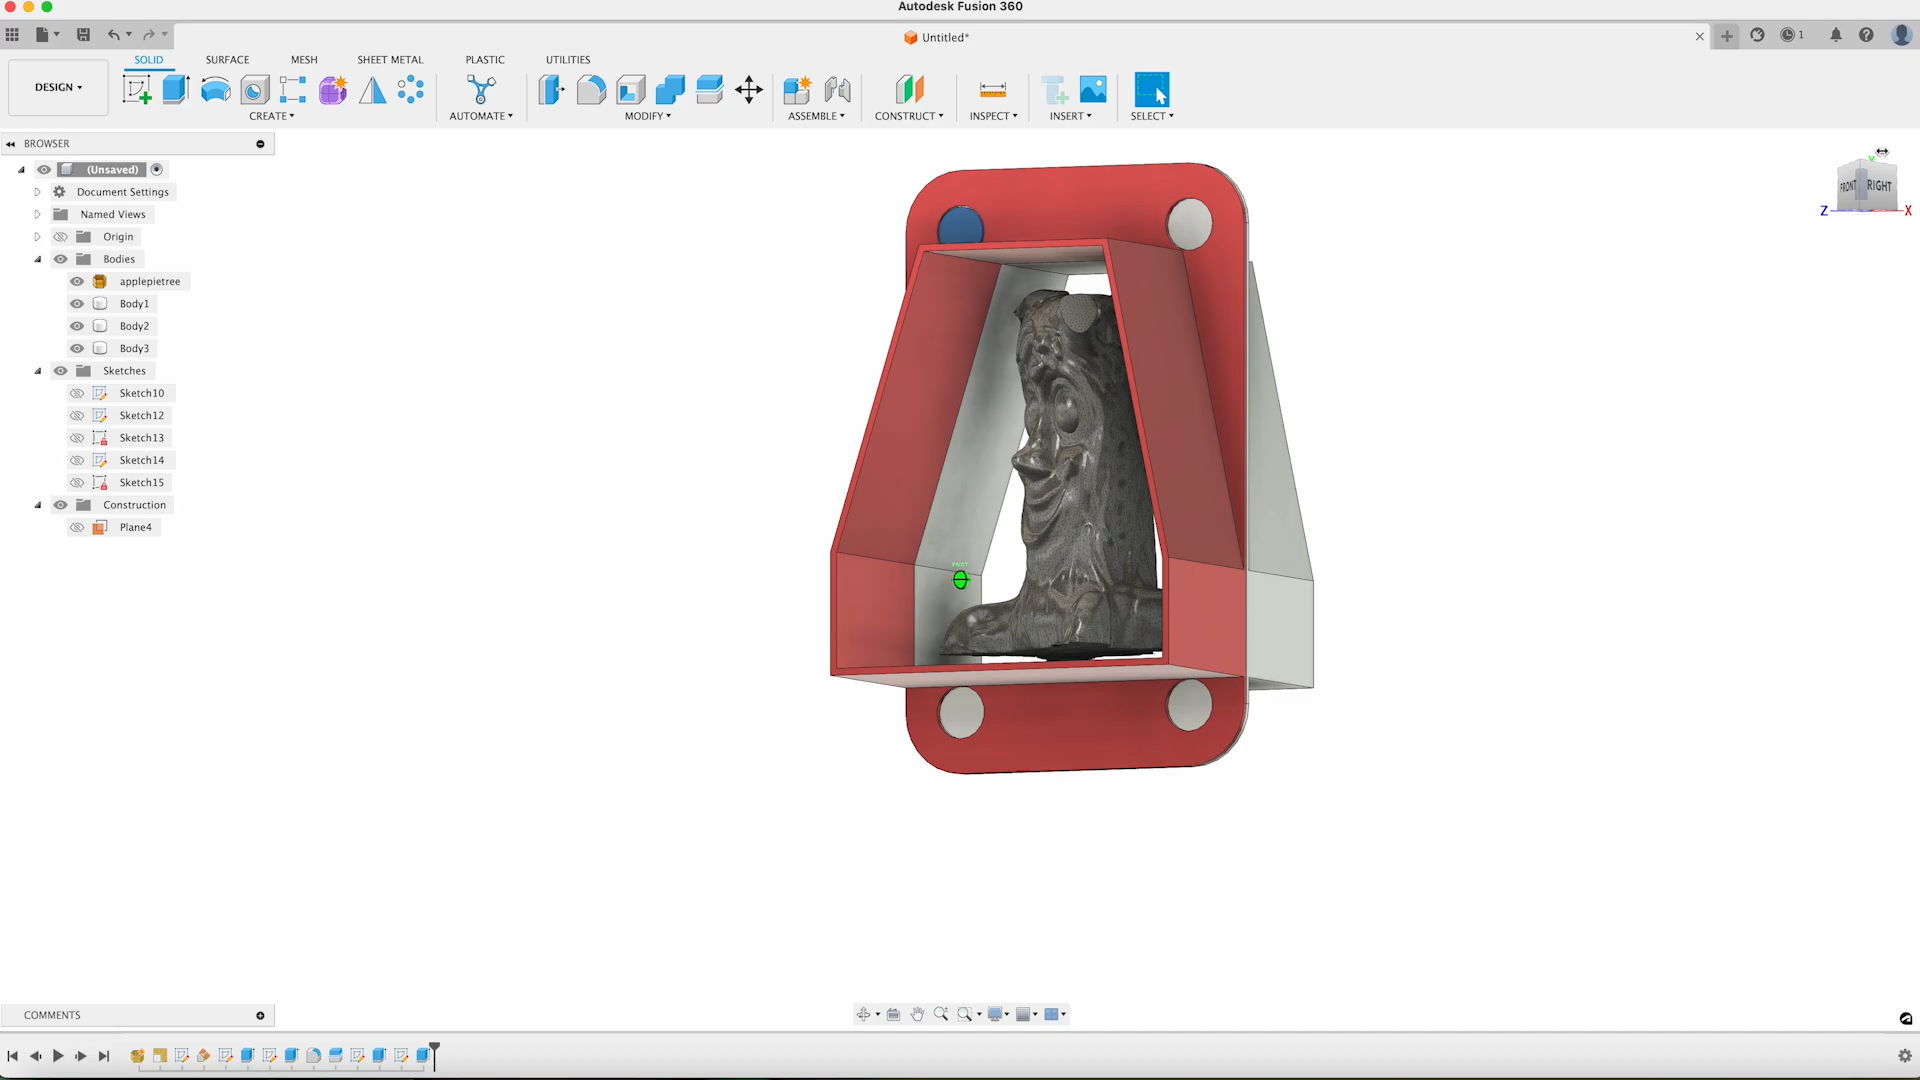 Autodesk Fusion 360
Untitled*
1
SOLID SURFACE MESH SHEET METAL PLASTIC UTILITIES
DESIGN
CREATE AUTOMATE MODIFY ASSEMBLE CONSTRUCT INSPECT INSERT SELECT
BROWSER
(Unsaved)
Document Settings
Named Views
Origin
Bodies
applepietree
Body1
Body2
Body3
Sketches
Sketch10
Sketch12
Sketch13
Sketch14
Sketch15
Construction
Plane4
Y
FRONT RIGHT
Z X
COMMENTS